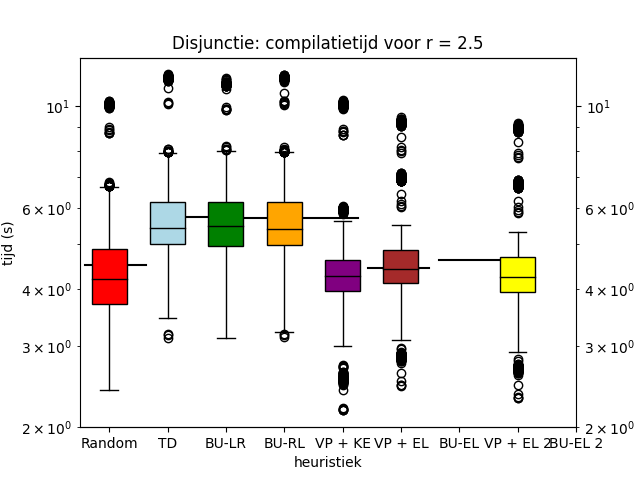 Disjunctie: compilatietijd voor r = 2.5
tijd (s)
10¹
6 × 10⁰
4 × 10⁰
3 × 10⁰
2 × 10⁰
10¹
6 × 10⁰
4 × 10⁰
3 × 10⁰
2 × 10⁰
Random TD BU-LR BU-RL VP + KE VP + EL BU-EL VP + EL 2 BU-EL 2
heuristiek